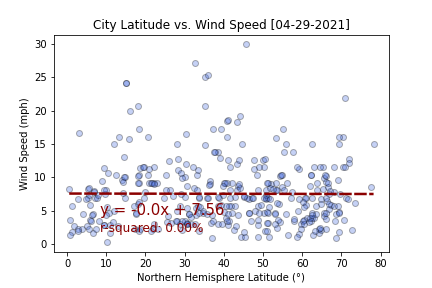 City Latitude vs. Wind Speed [04-29-2021]
30
25
20
15
10
5
0
Wind Speed (mph)
y = -0.0x + 7.56
r²squared: 0.00%
0 10 20 30 40 50 60 70 80
Northern Hemisphere Latitude (°)